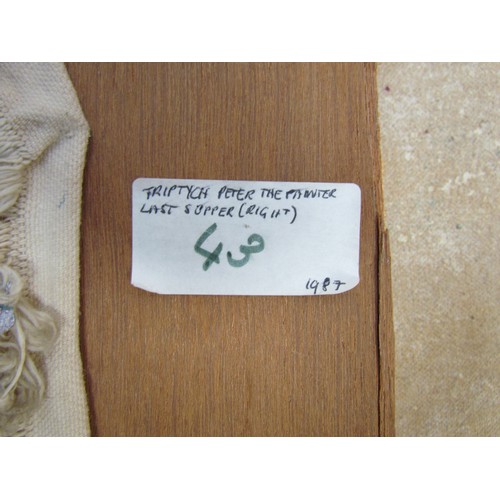 TRIPTYCH PETER THE PAINTER
LAST SUPPER (RIGHT)
43
1987